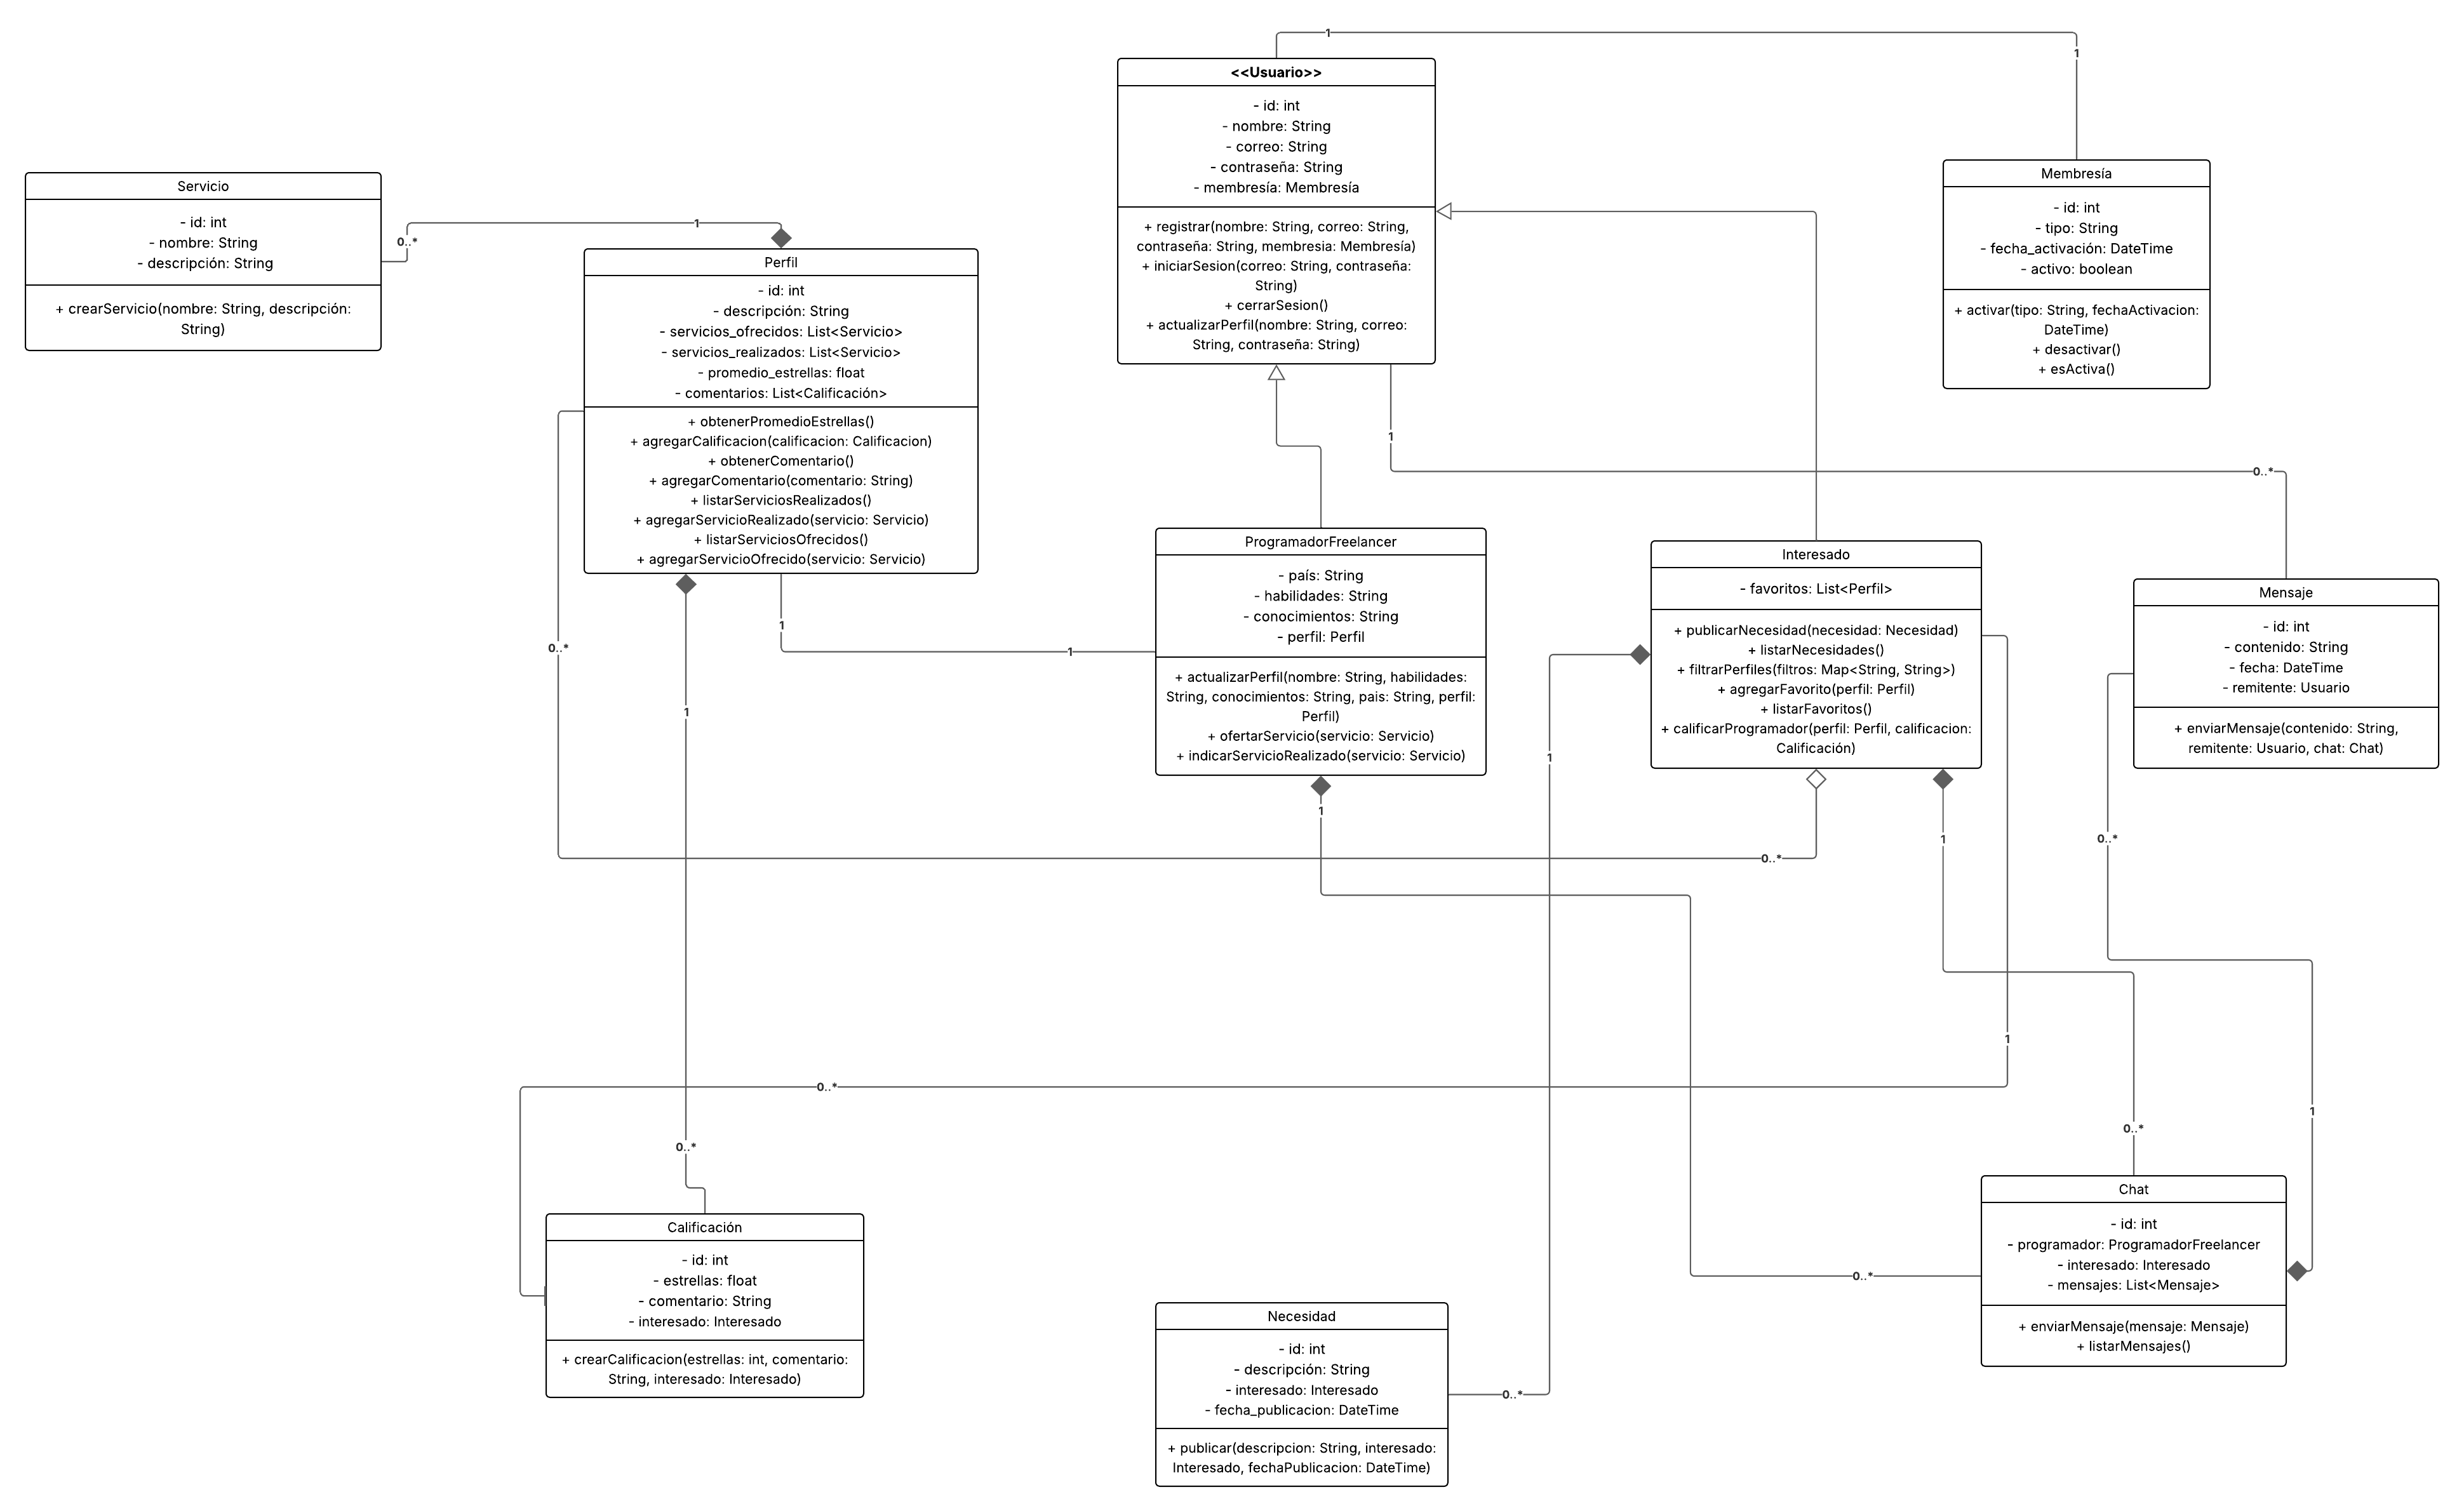 1
1
<<Usuario>>
- id: int
- nombre: String
- correo: String
- contraseña: String
- membresía: Membresía
+ registrar(nombre: String, correo: String,
contraseña: String, membresia: Membresía)
+ iniciarSesion(correo: String, contraseña:
String)
+ cerrarSesion()
+ actualizarPerfil(nombre: String, correo:
String, contraseña: String)
Membresía
- id: int
- tipo: String
- fecha_activación: DateTime
- activo: boolean
+ activar(tipo: String, fechaActivacion:
DateTime)
+ desactivar()
+ esActiva()
Servicio
- id: int
- nombre: String
- descripción: String
+ crearServicio(nombre: String, descripción:
String)
0..*
1
Perfil
- id: int
- descripción: String
- servicios_ofrecidos: List<Servicio>
- servicios_realizados: List<Servicio>
- promedio_estrellas: float
- comentarios: List<Calificación>
+ obtenerPromedioEstrellas()
+ agregarCalificacion(calificacion: Calificacion)
+ obtenerComentario()
+ agregarComentario(comentario: String)
+ listarServiciosRealizados()
+ agregarServicioRealizado(servicio: Servicio)
+ listarServiciosOfrecidos()
+ agregarServicioOfrecido(servicio: Servicio)
1
0..*
ProgramadorFreelancer
- país: String
- habilidades: String
- conocimientos: String
- perfil: Perfil
+ actualizarPerfil(nombre: String, habilidades:
String, conocimientos: String, pais: String, perfil:
Perfil)
+ ofertarServicio(servicio: Servicio)
+ indicarServicioRealizado(servicio: Servicio)
Interesado
- favoritos: List<Perfil>
+ publicarNecesidad(necesidad: Necesidad)
+ listarNecesidades()
+ filtrarPerfiles(filtros: Map<String, String>)
+ agregarFavorito(perfil: Perfil)
+ listarFavoritos()
+ calificarProgramador(perfil: Perfil, calificacion:
Calificación)
Mensaje
- id: int
- contenido: String
- fecha: DateTime
- remitente: Usuario
+ enviarMensaje(contenido: String,
remitente: Usuario, chat: Chat)
0..*
1
1
1
1
1
0..*
1
0..*
0..*
1
0..*
1
0..*
0..*
0..*
0..*
1
Calificación
- id: int
- estrellas: float
- comentario: String
- interesado: Interesado
+ crearCalificacion(estrellas: int, comentario:
String, interesado: Interesado)
Necesidad
- id: int
- descripción: String
- interesado: Interesado
- fecha_publicacion: DateTime
+ publicar(descripcion: String, interesado:
Interesado, fechaPublicacion: DateTime)
Chat
- id: int
- programador: ProgramadorFreelancer
- interesado: Interesado
- mensajes: List<Mensaje>
+ enviarMensaje(mensaje: Mensaje)
+ listarMensajes()